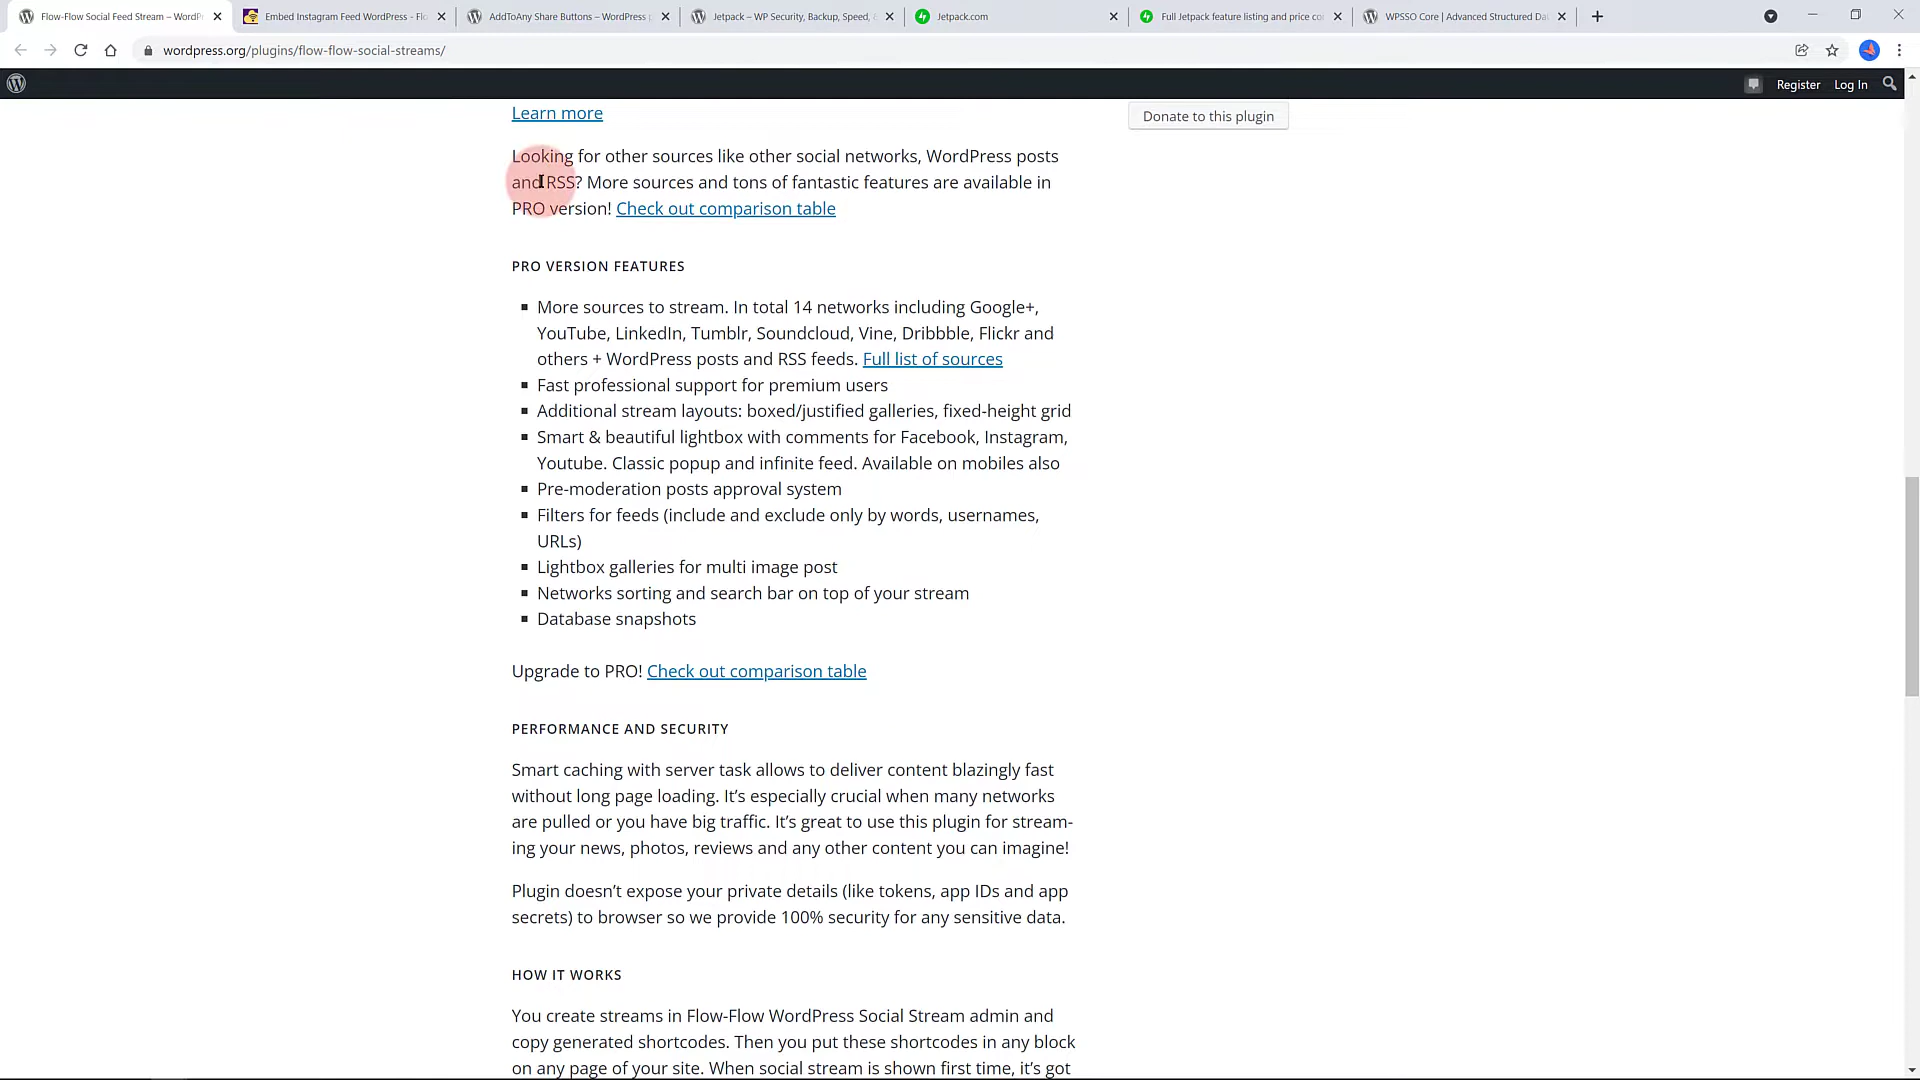 Flow-Flow Social Feed Stream – WordP
Embed Instagram Feed WordPress - Flo
AddToAny Share Buttons – WordPress p
Jetpack – WP Security, Backup, Speed, &
Jetpack.com
Full Jetpack feature listing and price co
WPSSO Core | Advanced Structured Da
wordpress.org/plugins/flow-flow-social-streams/
Register
Log In
Learn more
Donate to this plugin
Looking for other sources like other social networks, WordPress posts
and RSS? More sources and tons of fantastic features are available in
PRO version! Check out comparison table
PRO VERSION FEATURES
More sources to stream. In total 14 networks including Google+,
YouTube, LinkedIn, Tumblr, Soundcloud, Vine, Dribbble, Flickr and
others + WordPress posts and RSS feeds. Full list of sources
Fast professional support for premium users
Additional stream layouts: boxed/justified galleries, fixed-height grid
Smart & beautiful lightbox with comments for Facebook, Instagram,
Youtube. Classic popup and infinite feed. Available on mobiles also
Pre-moderation posts approval system
Filters for feeds (include and exclude only by words, usernames,
URLs)
Lightbox galleries for multi image post
Networks sorting and search bar on top of your stream
Database snapshots
Upgrade to PRO! Check out comparison table
PERFORMANCE AND SECURITY
Smart caching with server task allows to deliver content blazingly fast
without long page loading. It’s especially crucial when many networks
are pulled or you have big traffic. It’s great to use this plugin for stream-
ing your news, photos, reviews and any other content you can imagine!
Plugin doesn’t expose your private details (like tokens, app IDs and app
secrets) to browser so we provide 100% security for any sensitive data.
HOW IT WORKS
You create streams in Flow-Flow WordPress Social Stream admin and
copy generated shortcodes. Then you put these shortcodes in any block
on any page of your site. When social stream is shown first time, it’s got